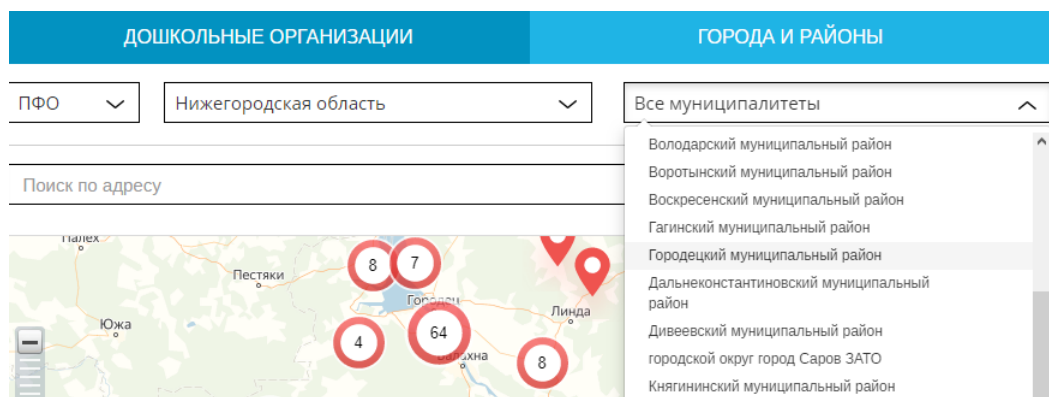 ДОШКОЛЬНЫЕ ОРГАНИЗАЦИИ
ГОРОДА И РАЙОНЫ
ПФО
Нижегородская область
Все муниципалитеты
Поиск по адресу
Володарский муниципальный район
Воротынский муниципальный район
Воскресенский муниципальный район
Гагинский муниципальный район
Городецкий муниципальный район
Дальнеконстантиновский муниципальный
район
Дивеевский муниципальный район
городской округ город Саров ЗАТО
Княгининский муниципальный район
Палех
8
7
Пестяки
Городец
Линда
Южа
4
64
Балахна
8